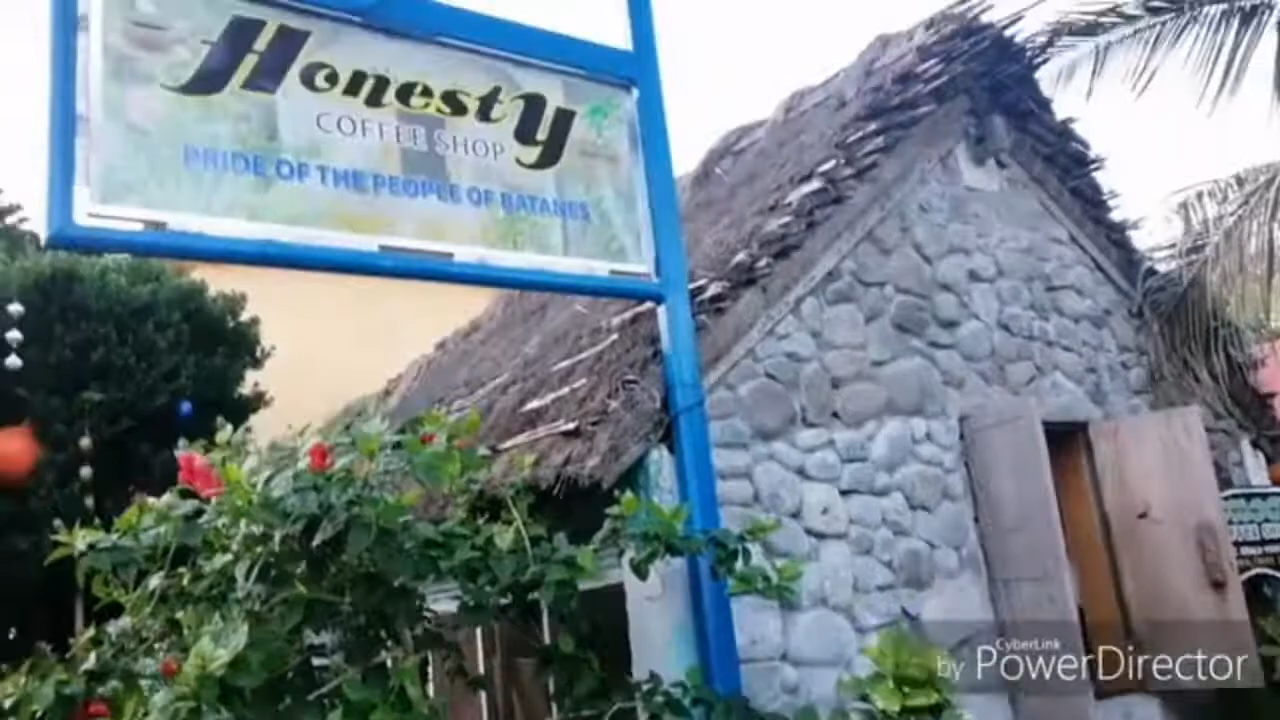 Honesty
COFFEE SHOP
PRIDE OF THE PEOPLE OF BATANES
CyberLink
by PowerDirector